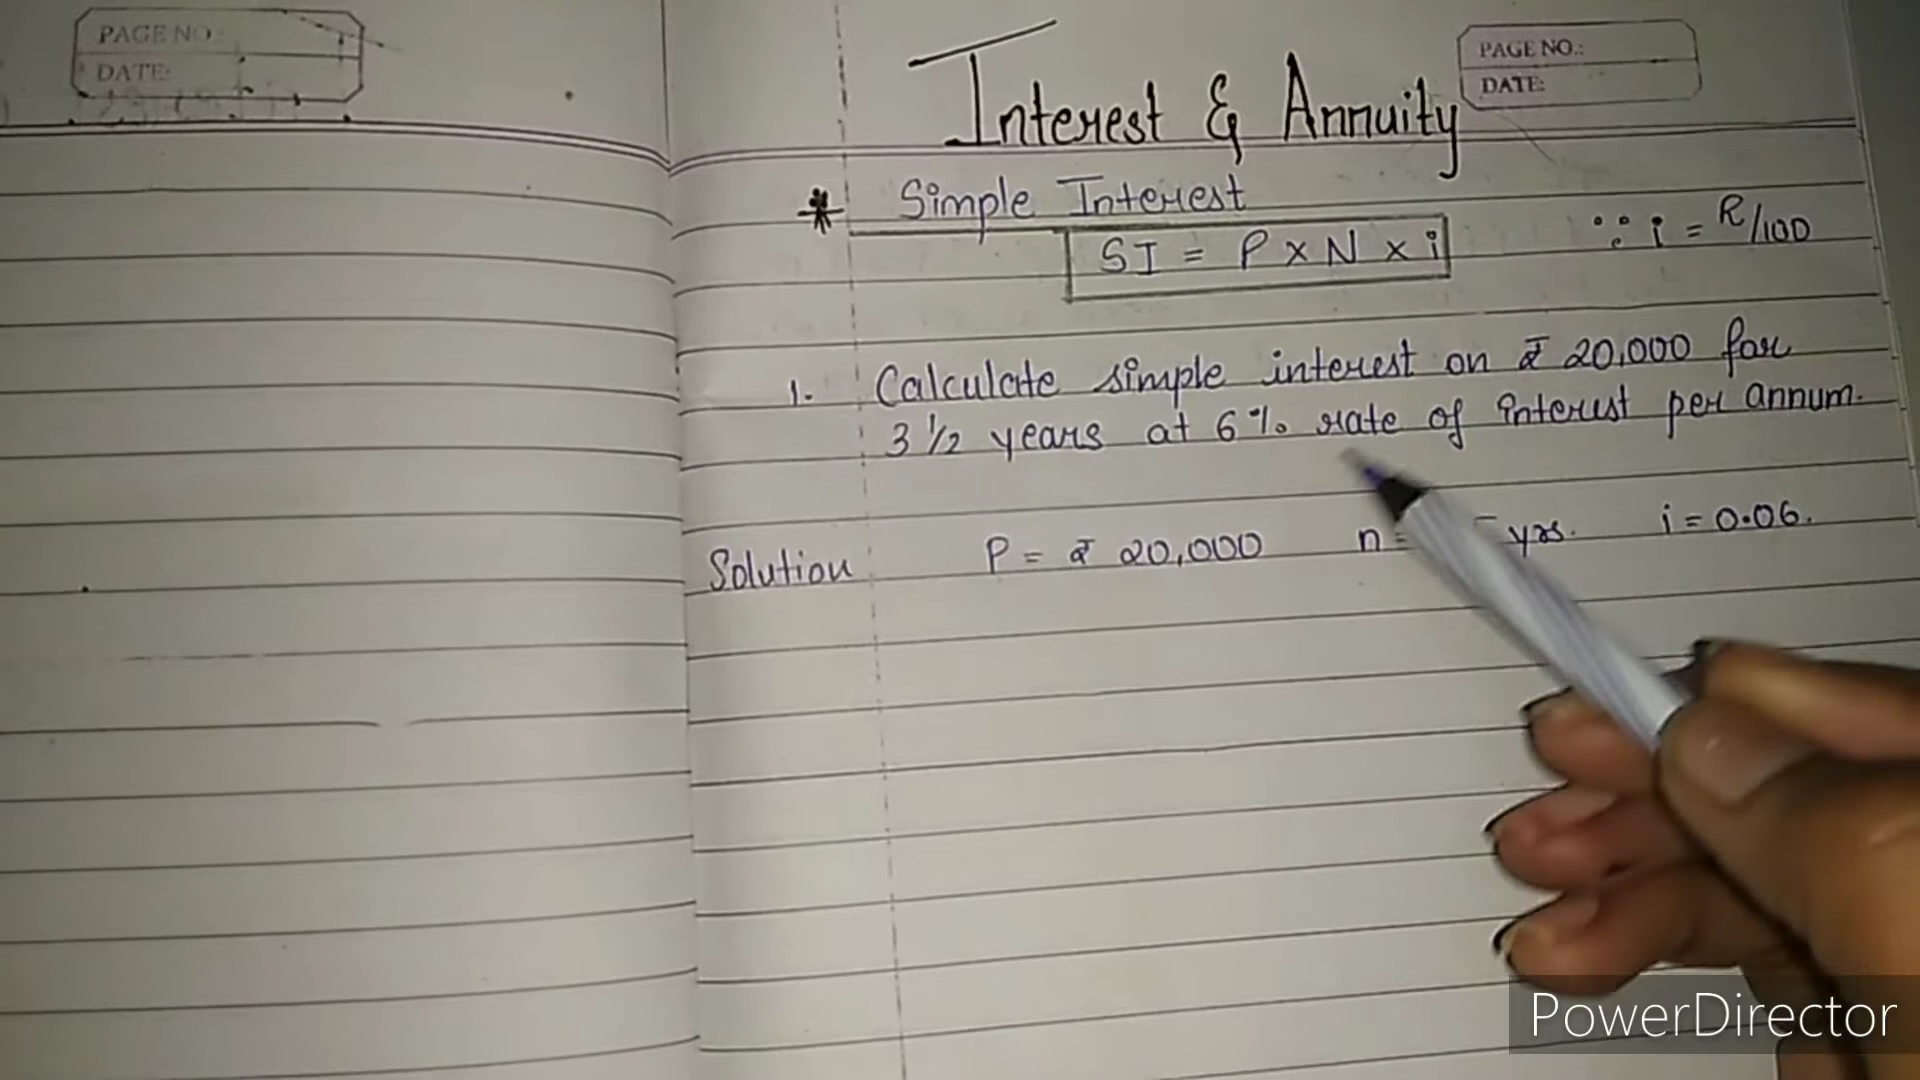 PAGE NO.:
DATE:
PAGE NO.:
DATE:
Interest & Annuity
* Simple Interest
SI = P x N x i ∵ i = R/100
1. Calculate simple interest on ₹ 20,000 for
3 1/2 years at 6% rate of interest per annum.
Solution P = ₹ 20,000 n = yrs. i = 0.06.
PowerDirector